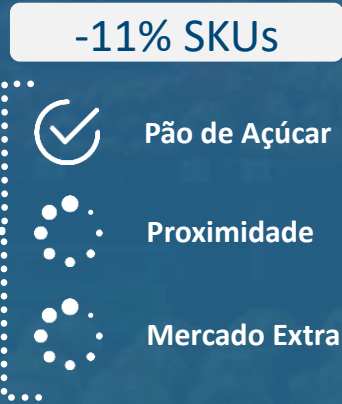 -11% SKUs
Pão de Açúcar
Proximidade
Mercado Extra